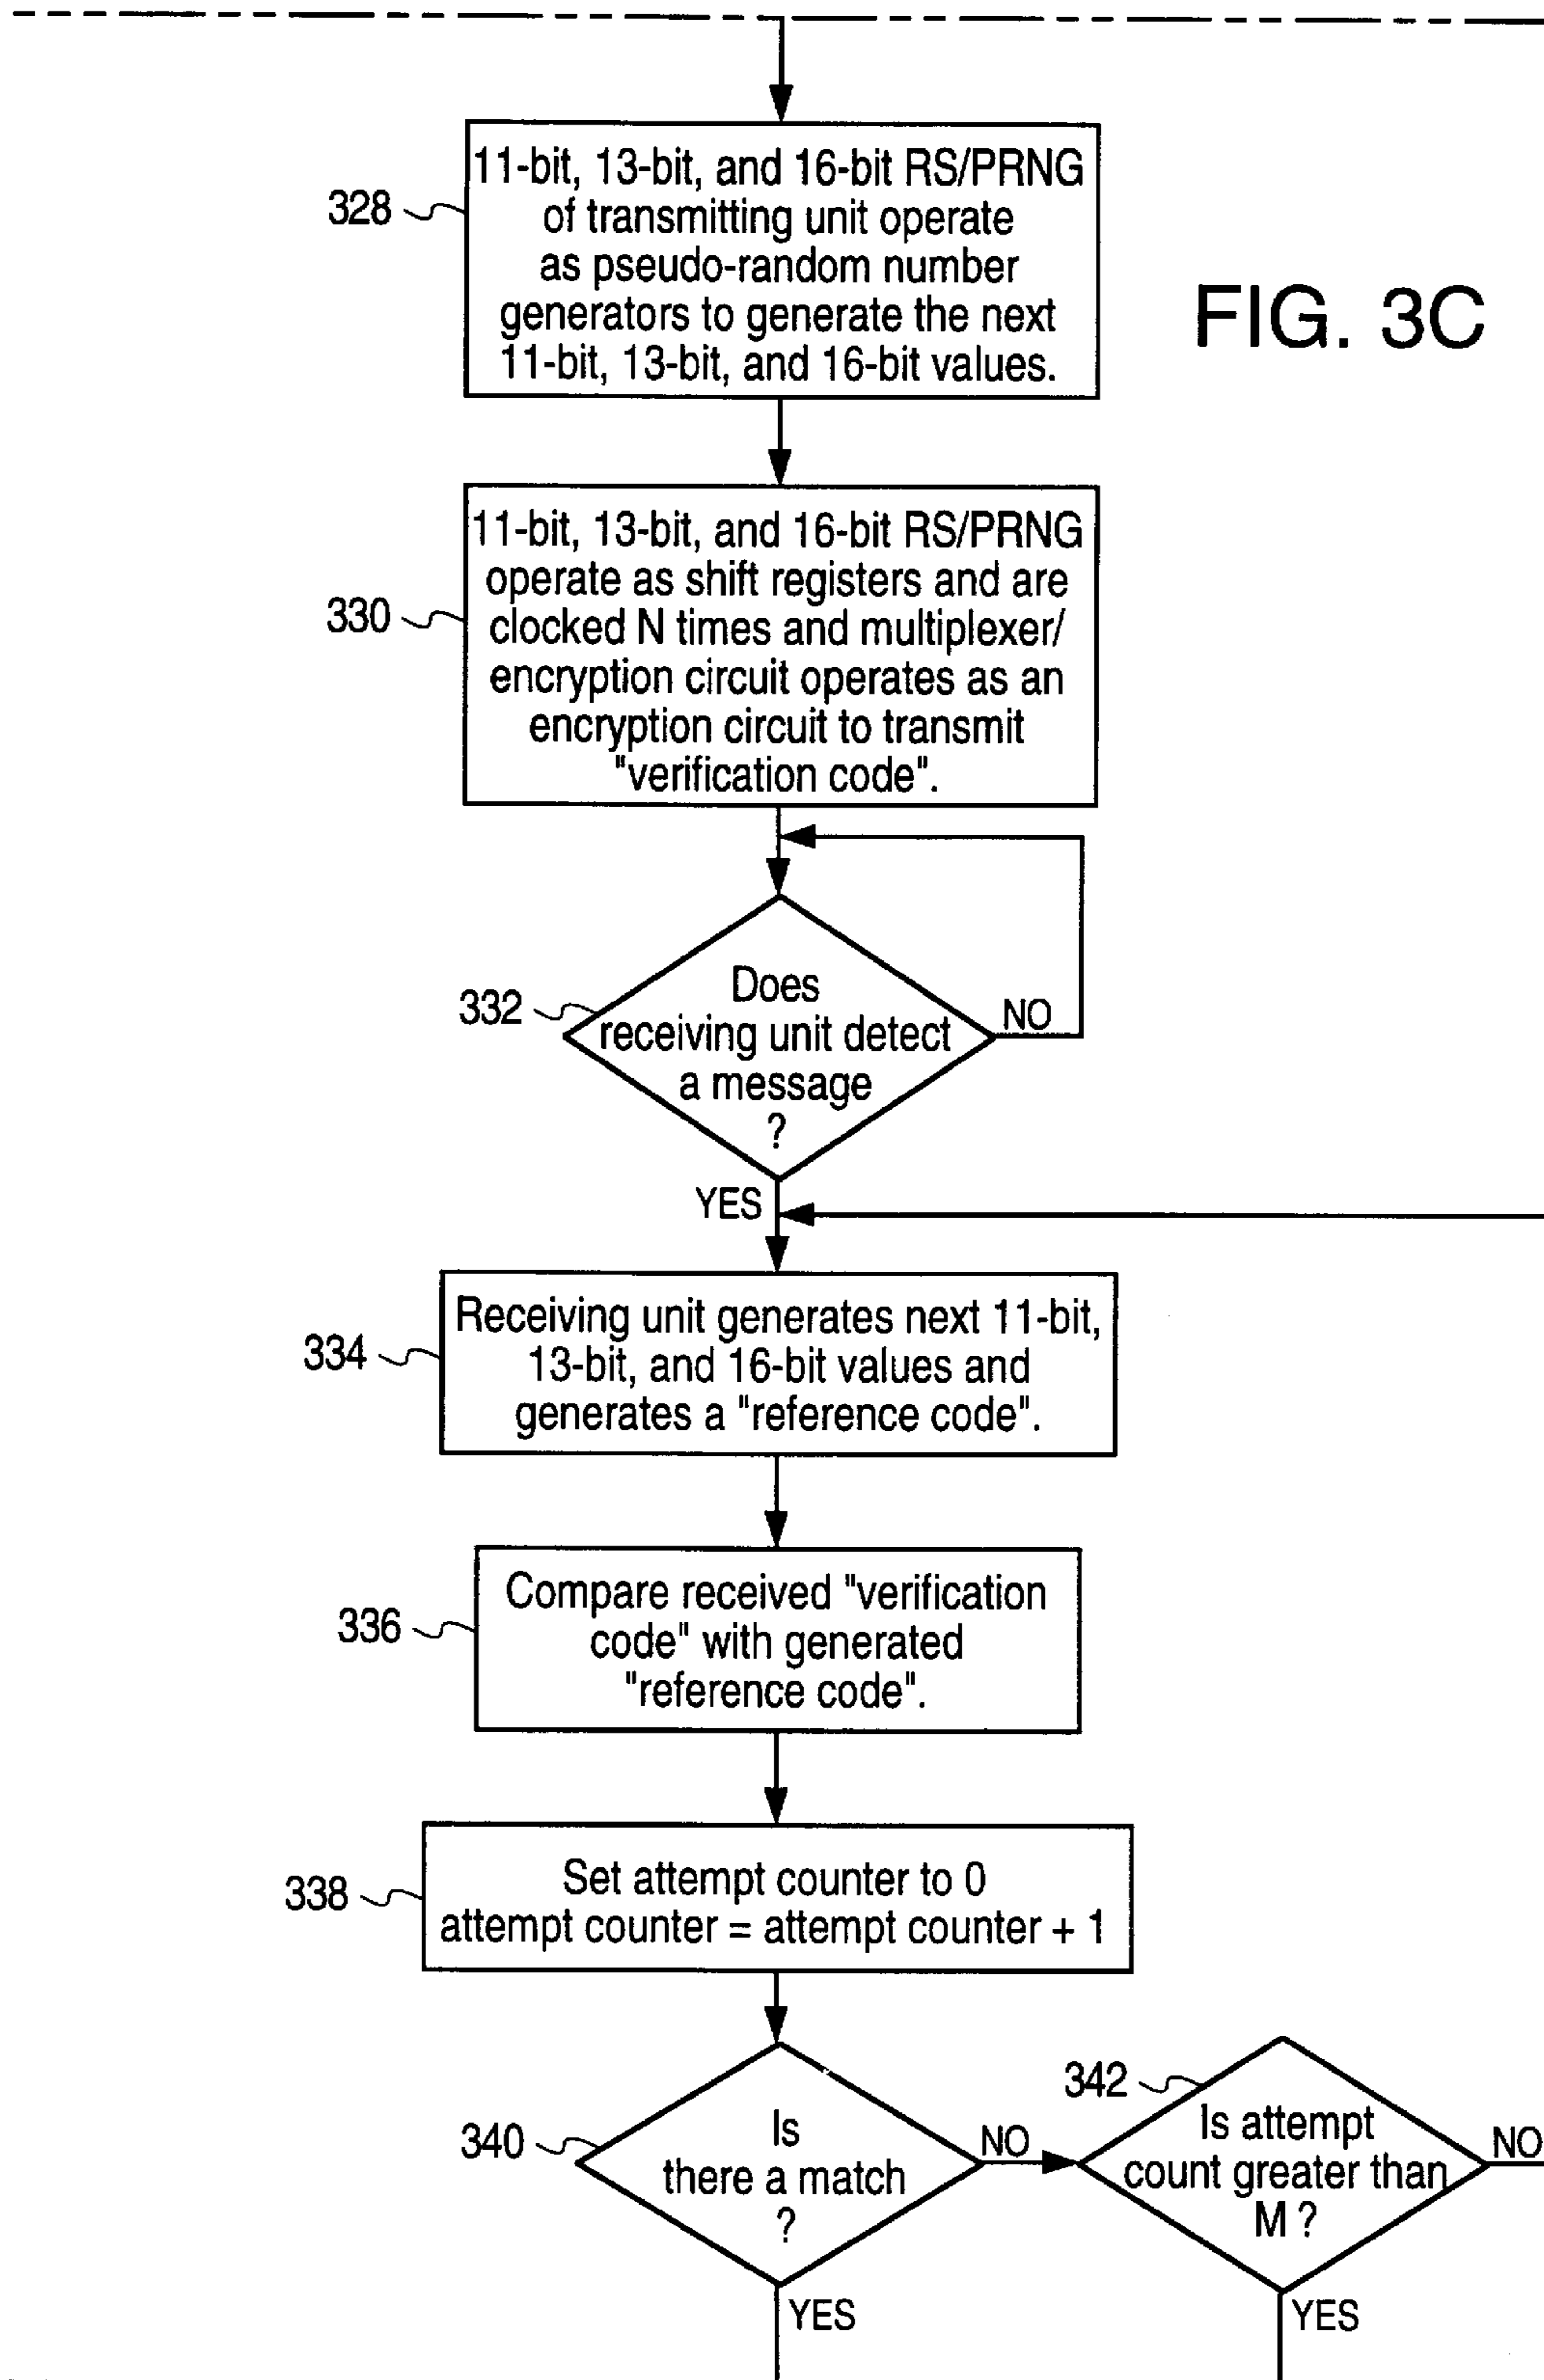 11-bit, 13-bit, and 16-bit RS/PRNG
of transmitting unit operate
as pseudo-random number
generators to generate the next
11-bit, 13-bit, and 16-bit values.
328
FIG. 3C
11-bit, 13-bit, and 16-bit RS/PRNG
operate as shift registers and are
clocked N times and multiplexer/
encryption circuit operates as an
encryption circuit to transmit
"verification code".
330
Does
receiving unit detect
a message
?
332
NO
YES
Receiving unit generates next 11-bit,
13-bit, and 16-bit values and
generates a "reference code".
334
Compare received "verification
code" with generated
"reference code".
336
Set attempt counter to 0
attempt counter = attempt counter + 1
338
Is
there a match
?
340
NO
YES
342
Is attempt
count greater than
M ?
NO
YES